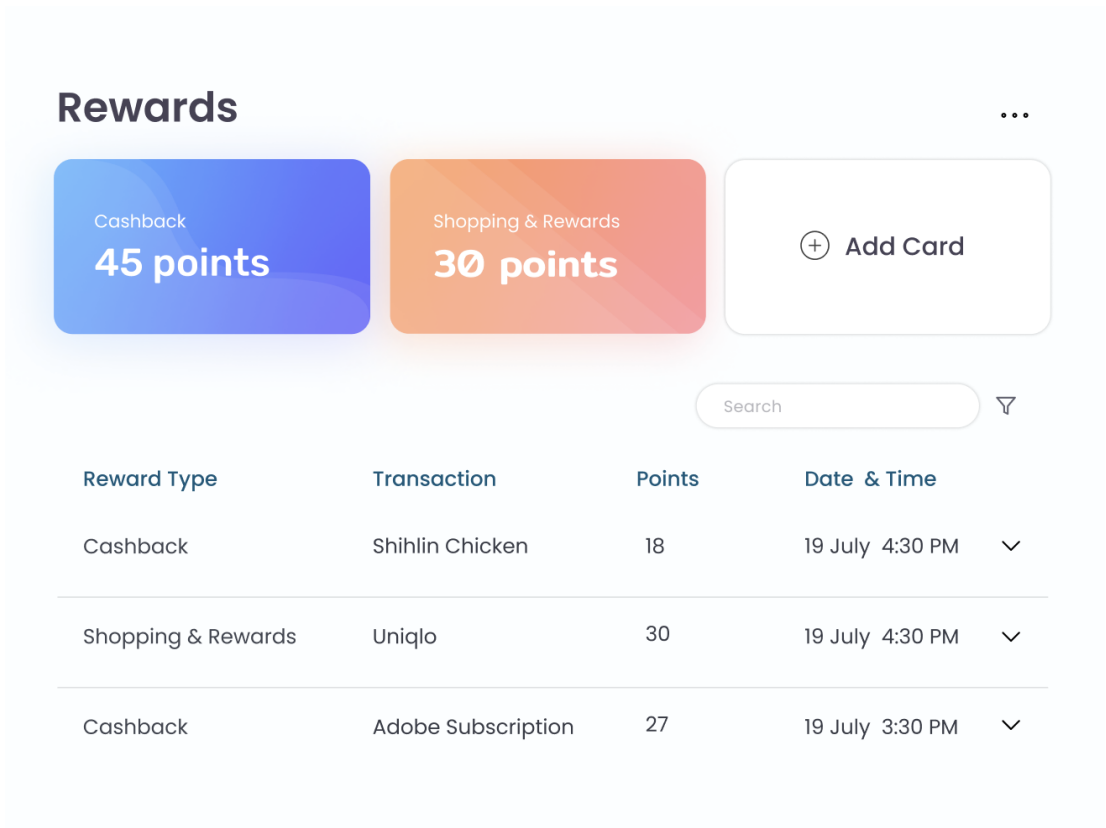 Rewards
Cashback
45 points
Shopping & Rewards
30 points
Add Card
Search
Reward Type Transaction Points Date & Time
Cashback Shihlin Chicken 18 19 July 4:30 PM
Shopping & Rewards Uniqlo 30 19 July 4:30 PM
Cashback Adobe Subscription 27 19 July 3:30 PM